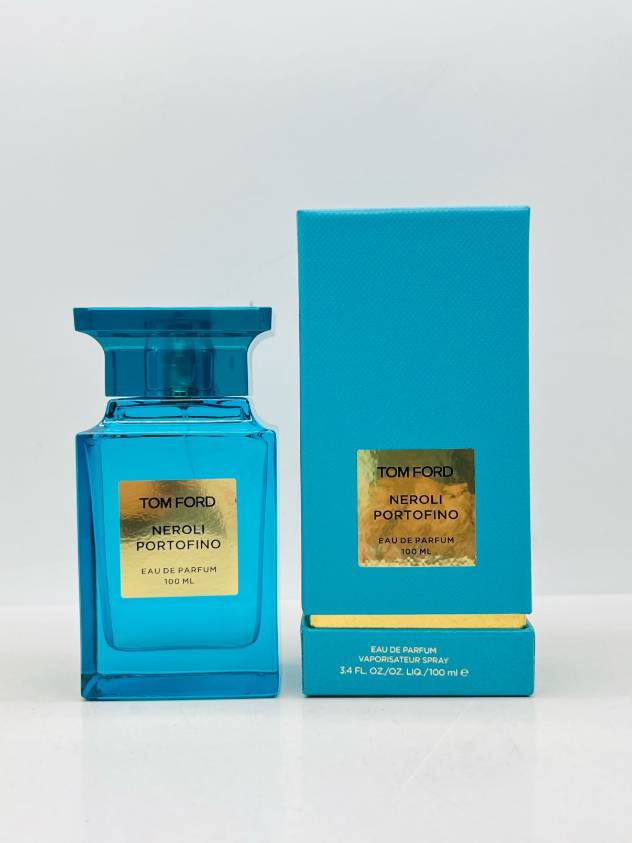 TOM FORD
NEROLI
PORTOFINO
EAU DE PARFUM
100 ML
TOM FORD
NEROLI
PORTOFINO
EAU DE PARFUM
100 ML
EAU DE PARFUM
VAPORISATEUR SPRAY
3.4 FL. OZ./OZ. LIQ./100 ml ℮